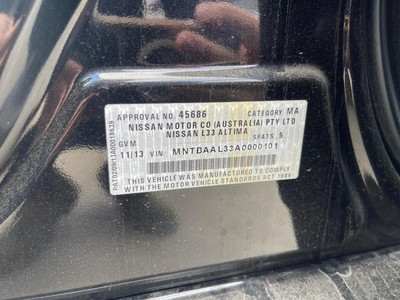 APPROVAL NO. 45686 CATEGORY MA
NISSAN MOTOR CO (AUSTRALIA) PTY LTD
NISSAN L33 ALTIMA
GVM SEATS 5
11/13 VIN MNTBAAL33A0000101
THIS VEHICLE WAS MANUFACTURED TO COMPLY WITH
THE MOTOR VEHICLE STANDARDS ACT 1989